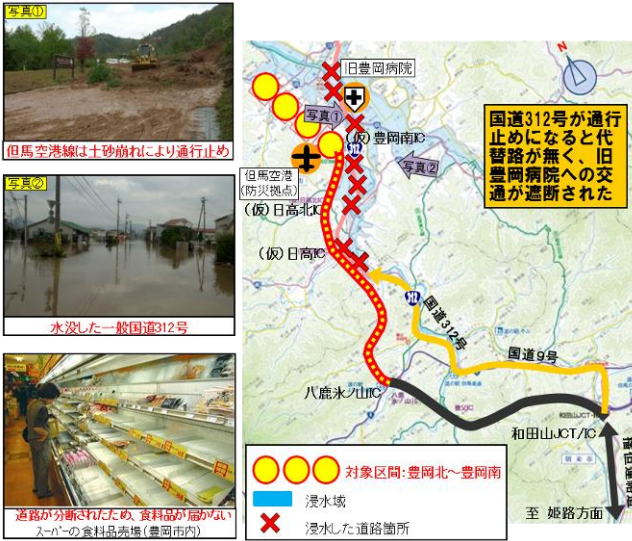 写真①
但馬空港線は土砂崩れにより通行止め
写真②
水没した一般国道312号
道路が分断されたため、食料品が届かない
スーパーの食料品売場(豊岡市内)
N
旧豊岡病院
写真①
(仮)豊岡南IC
312
写真②
但馬空港
(防災拠点)
(仮)日高北IC
(仮)日高IC
312
国道312号
国道9号
八鹿氷ノ山IC
和田山JCT/IC
播但連絡道
至 姫路方面
国道312号が通行
止めになると代
替路が無く、旧
豊岡病院への交
通が遮断された
対象区間:豊岡北～豊岡南
浸水域
浸水した道路箇所